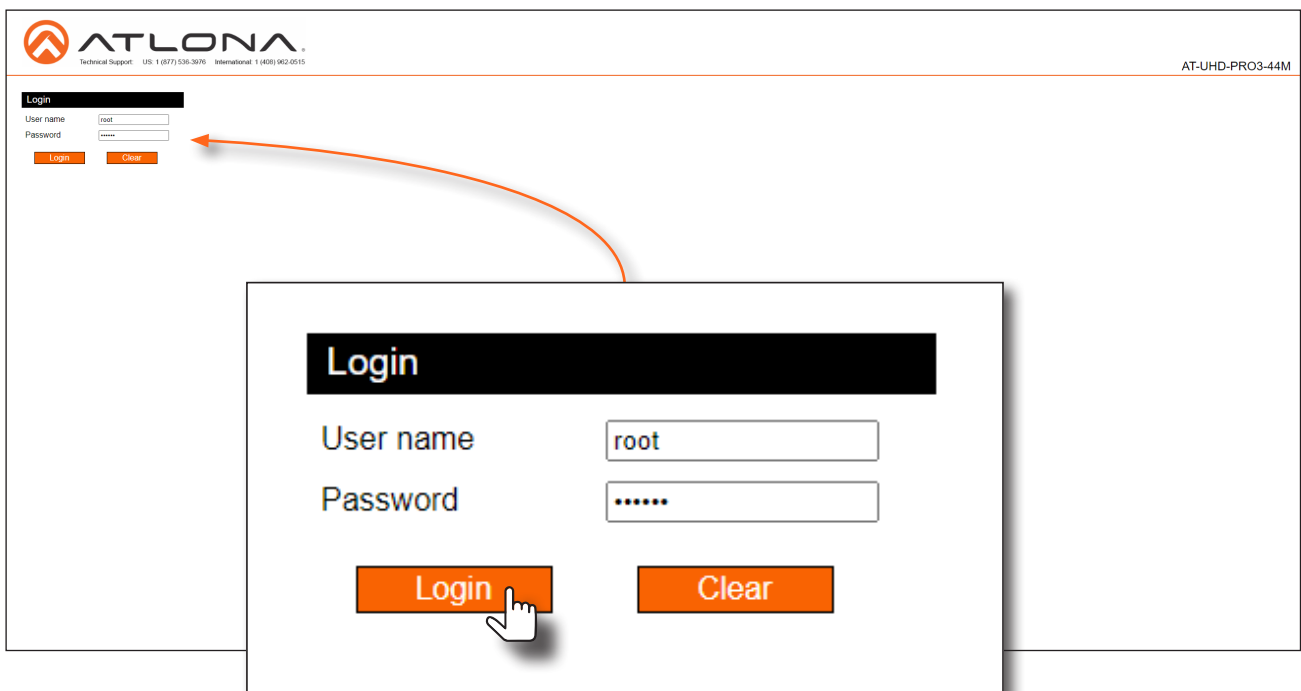 ATLONA.
Technical Support: US: 1 (877) 536-3976 International: 1 (408) 962-0515
AT-UHD-PRO3-44M
Login
User name root
Password ••••••
Login Clear
Login
User name root
Password ••••••
Login Clear